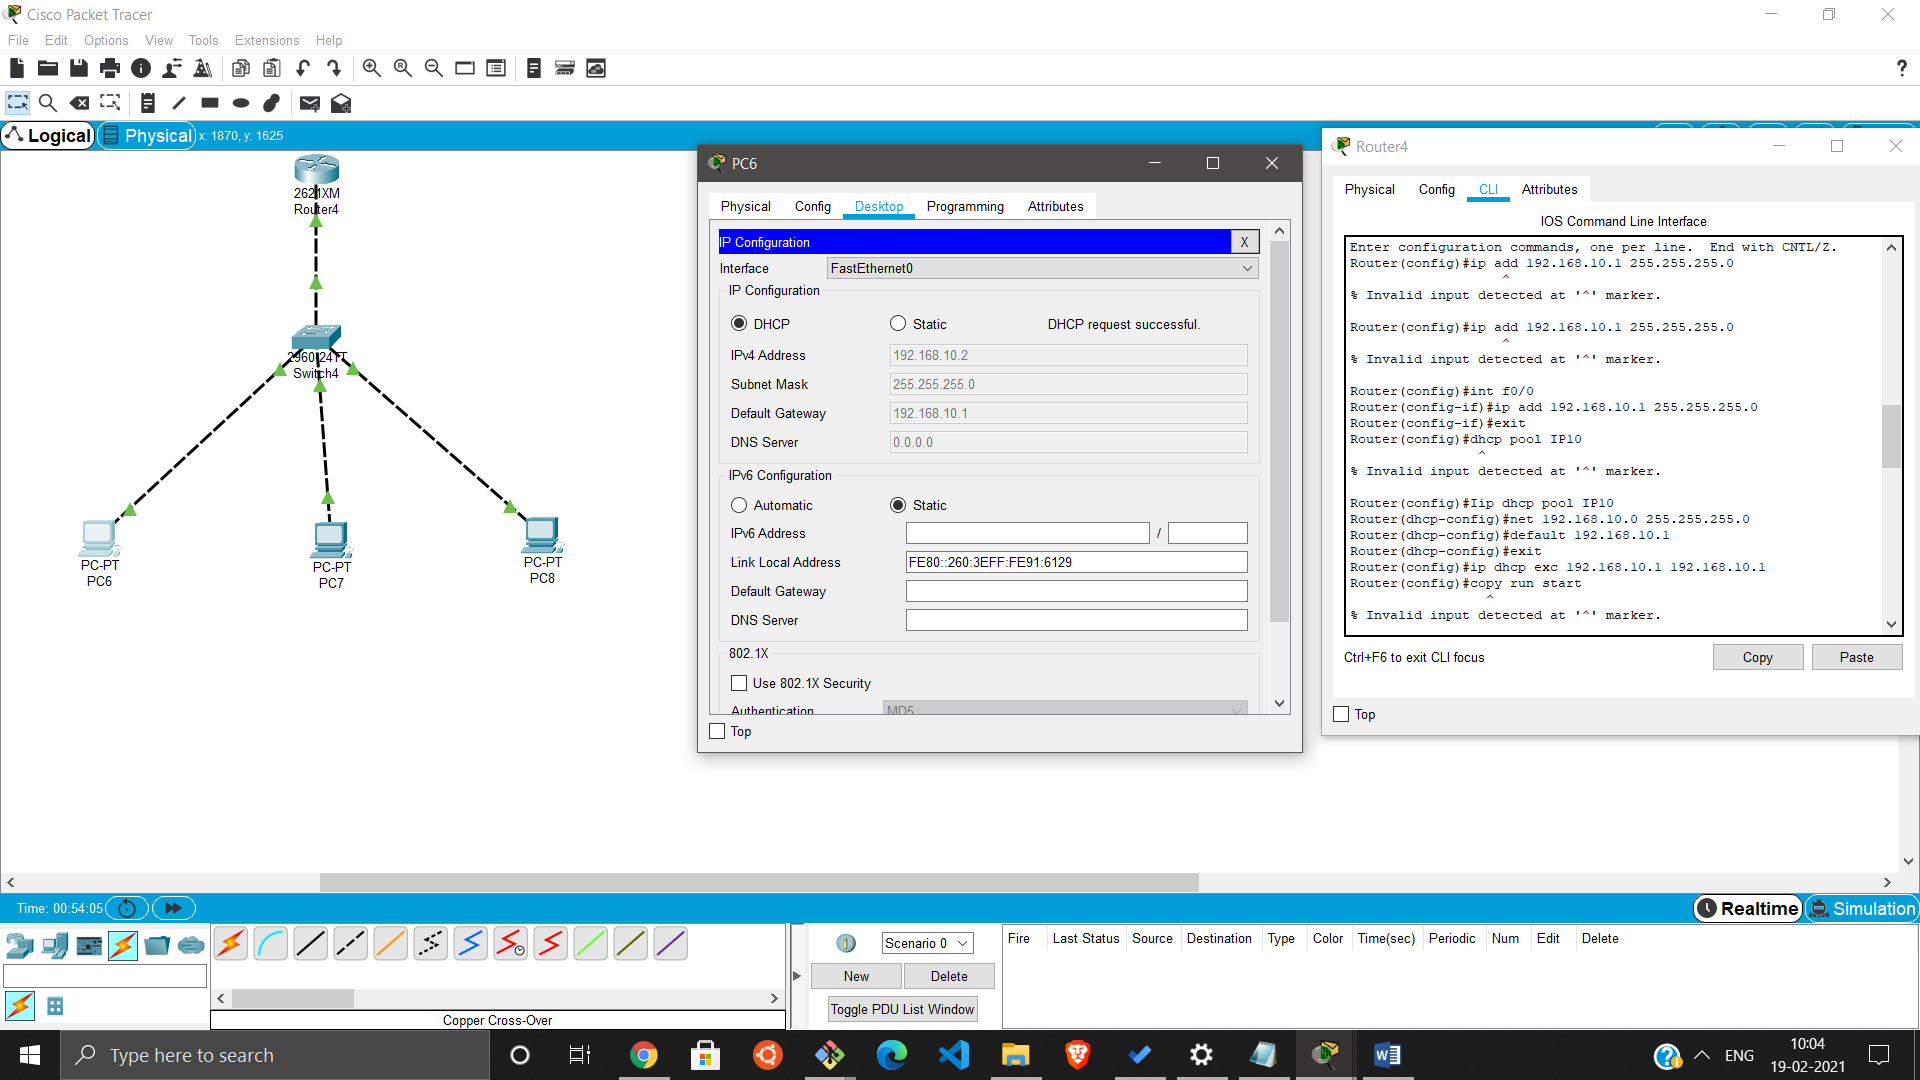 Cisco Packet Tracer
File Edit Options View Tools Extensions Help
?
Logical Physical x: 1870, y: 1625
2621XM
Router4
2960-24TT
Switch4
PC-PT
PC6
PC-PT
PC7
PC-PT
PC8
PC6
Physical Config Desktop Programming Attributes
IP Configuration X
Interface FastEthernet0
IP Configuration
DHCP Static DHCP request successful.
IPv4 Address 192.168.10.2
Subnet Mask 255.255.255.0
Default Gateway 192.168.10.1
DNS Server 0.0.0.0
IPv6 Configuration
Automatic Static
IPv6 Address /
Link Local Address FE80::260:3EFF:FE91:6129
Default Gateway
DNS Server
802.1X
Use 802.1X Security
Authentication MD5
Top
Router4
Physical Config CLI Attributes
IOS Command Line Interface
Enter configuration commands, one per line.  End with CNTL/Z.
Router(config)#ip add 192.168.10.1 255.255.255.0
^
% Invalid input detected at '^' marker.
Router(config)#ip add 192.168.10.1 255.255.255.0
^
% Invalid input detected at '^' marker.
Router(config)#int f0/0
Router(config-if)#ip add 192.168.10.1 255.255.255.0
Router(config-if)#exit
Router(config)#dhcp pool IP10
^
% Invalid input detected at '^' marker.
Router(config)#Iip dhcp pool IP10
Router(dhcp-config)#net 192.168.10.0 255.255.255.0
Router(dhcp-config)#default 192.168.10.1
Router(dhcp-config)#exit
Router(config)#ip dhcp exc 192.168.10.1 192.168.10.1
Router(config)#copy run start
^
% Invalid input detected at '^' marker.
Ctrl+F6 to exit CLI focus Copy Paste
Top
Time: 00:54:05 Realtime Simulation
Scenario 0
New Delete
Toggle PDU List Window
Fire Last Status Source Destination Type Color Time(sec) Periodic Num Edit Delete
Copper Cross-Over
Type here to search
ENG
10:04
19-02-2021